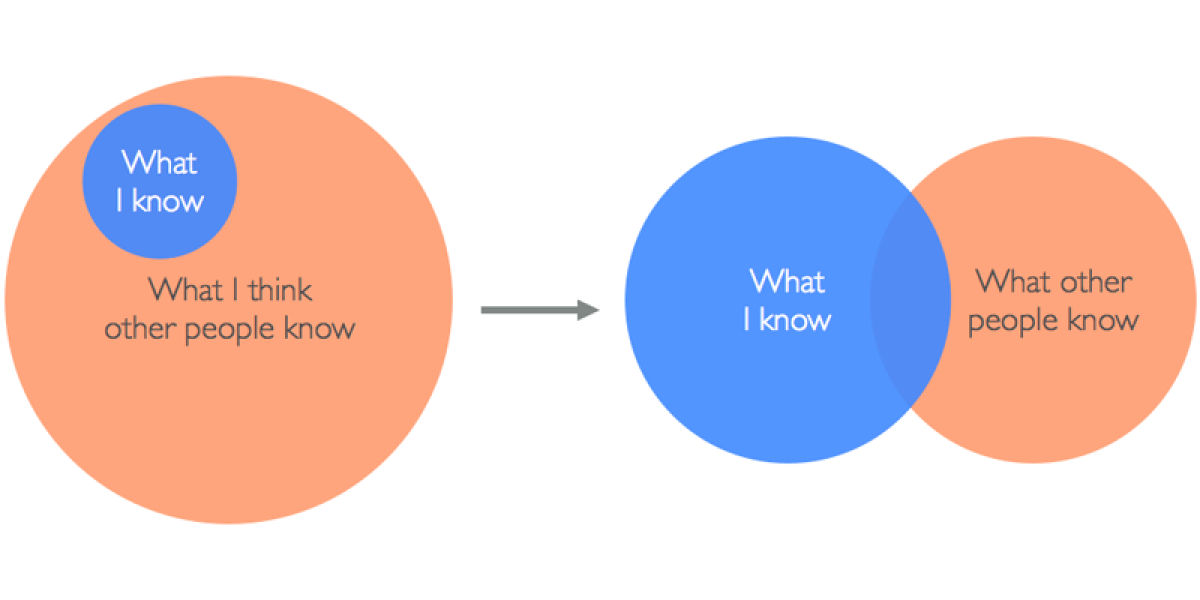 What
I know
What I think
other people know
What
I know
What other
people know